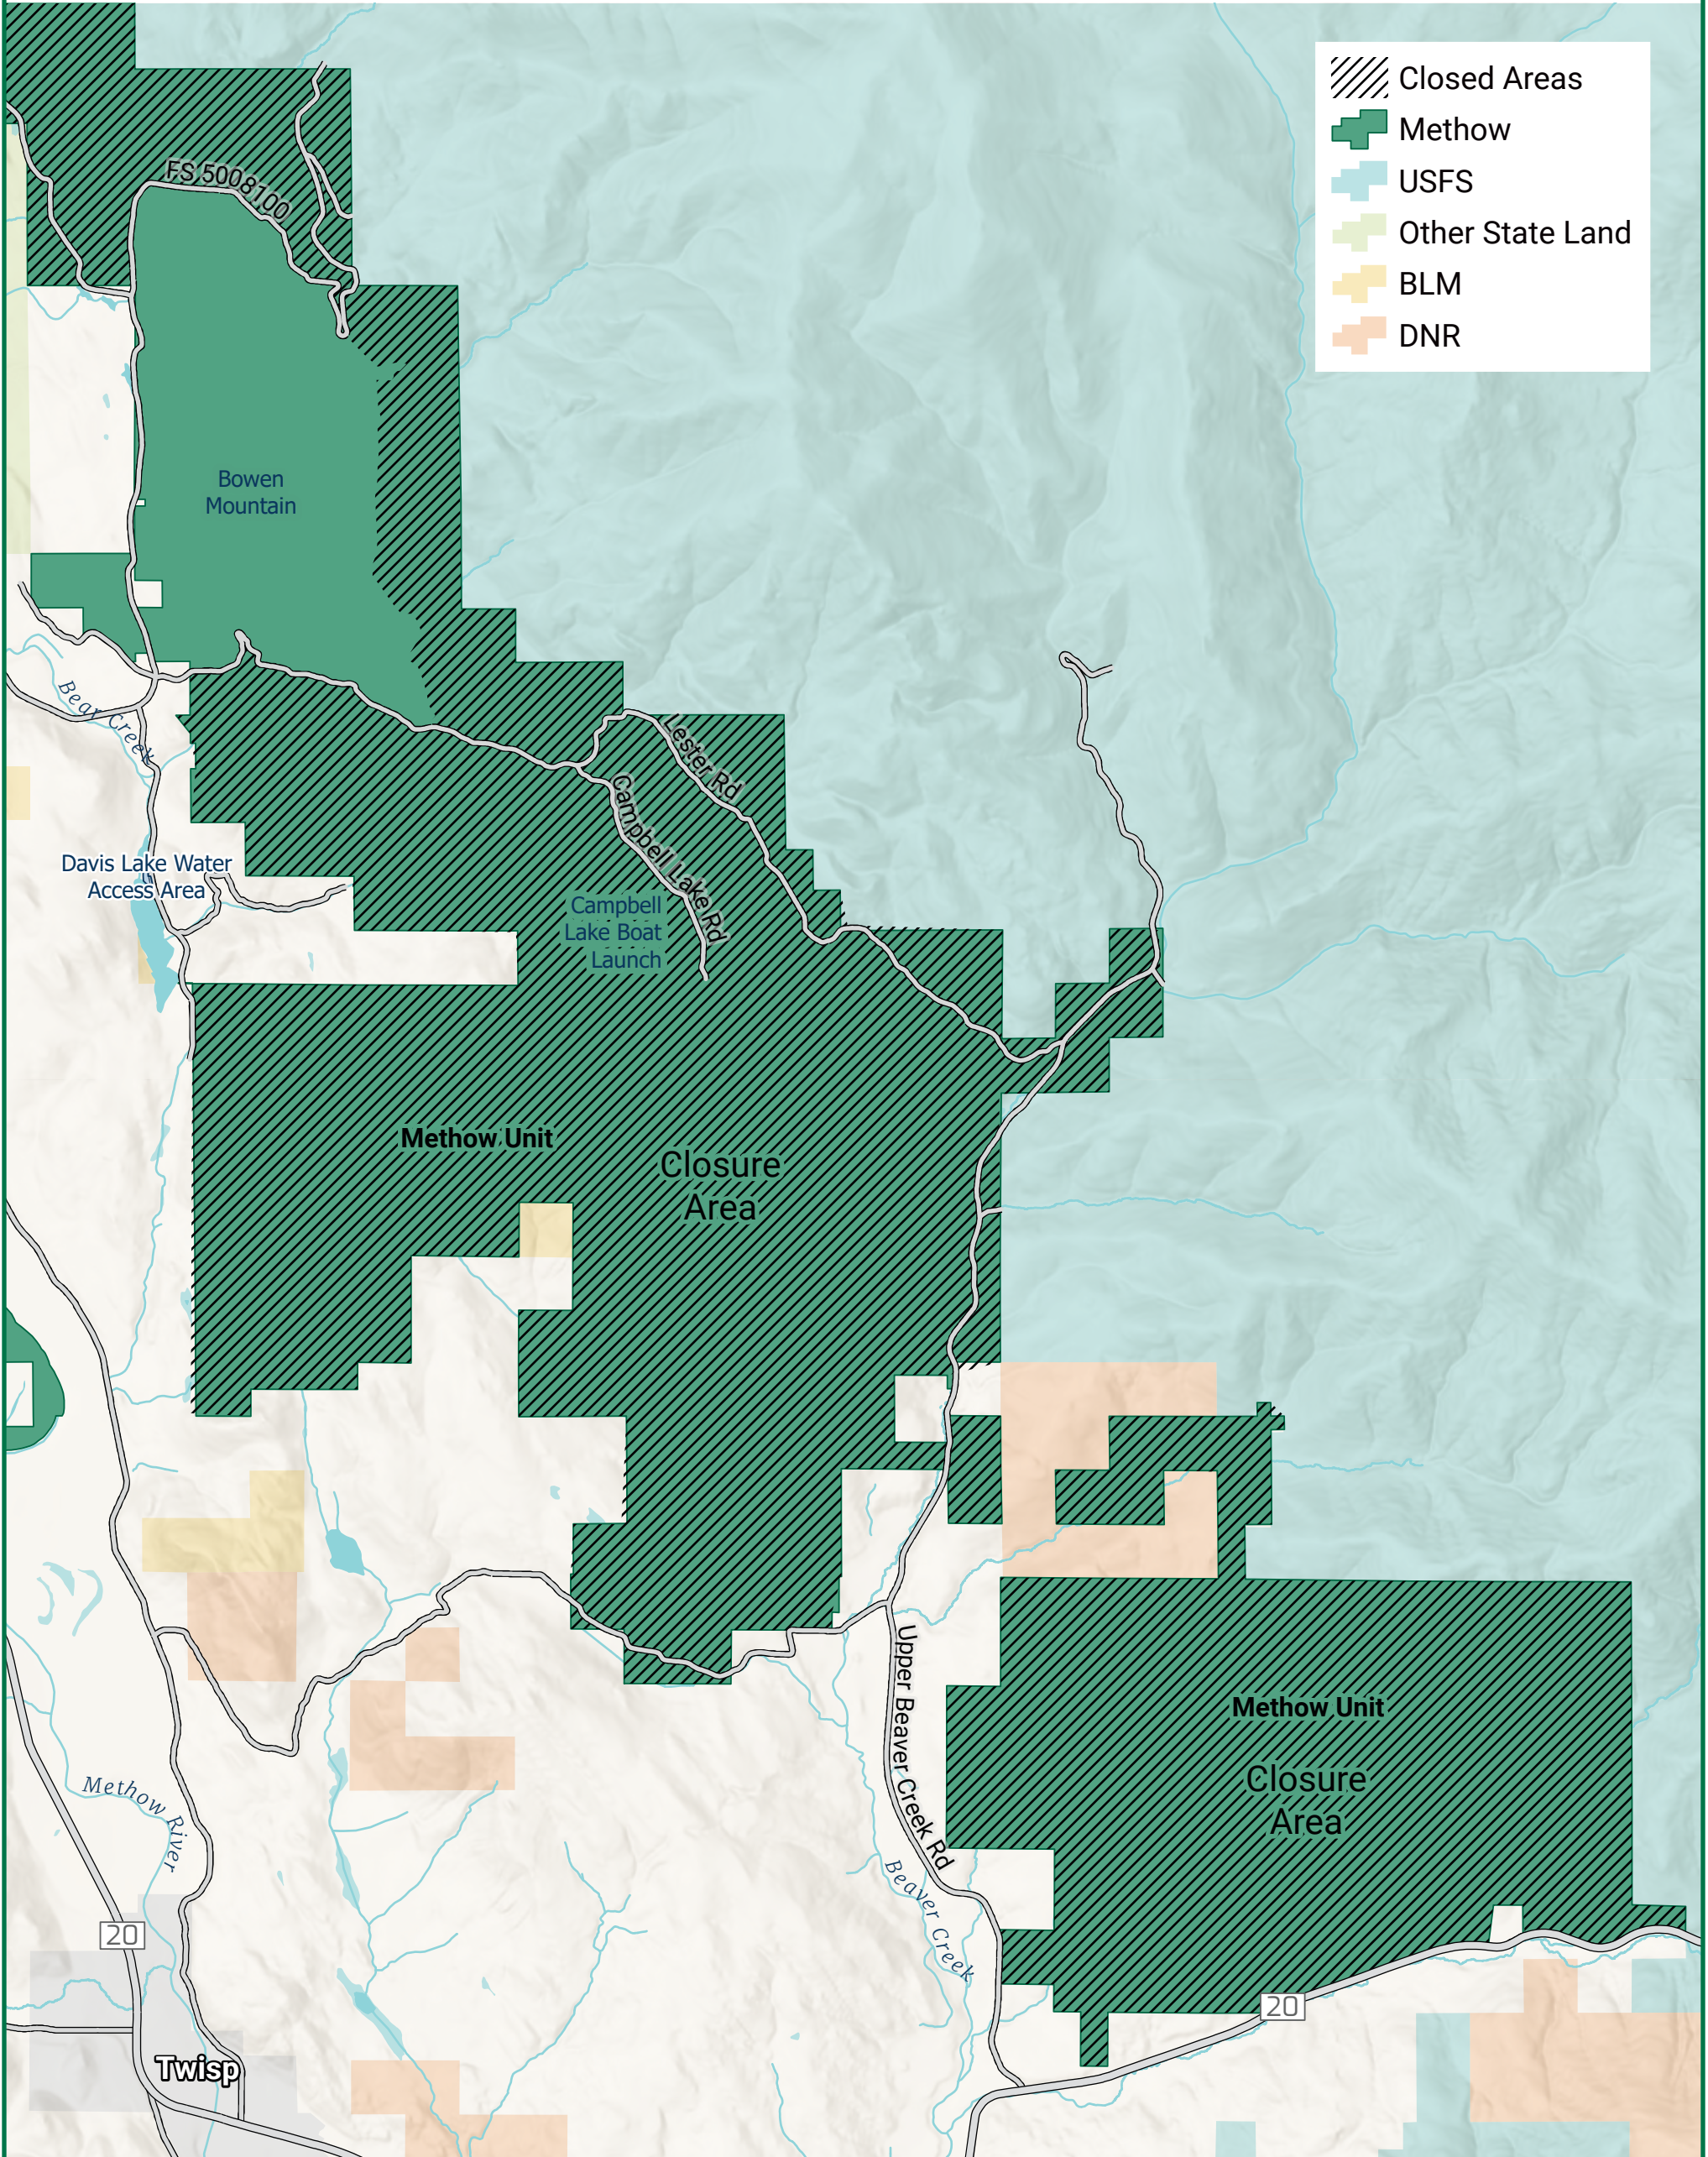 Closed Areas
Methow
USFS
Other State Land
BLM
DNR
FS 5008100
Bowen
Mountain
Bear Creek
Lester Rd
Campbell Lake Rd
Davis Lake Water
Access Area
Campbell
Lake Boat
Launch
Methow Unit
Closure
Area
Upper Beaver Creek Rd
Methow Unit
Closure
Area
Methow River
Beaver Creek
20
20
Twisp